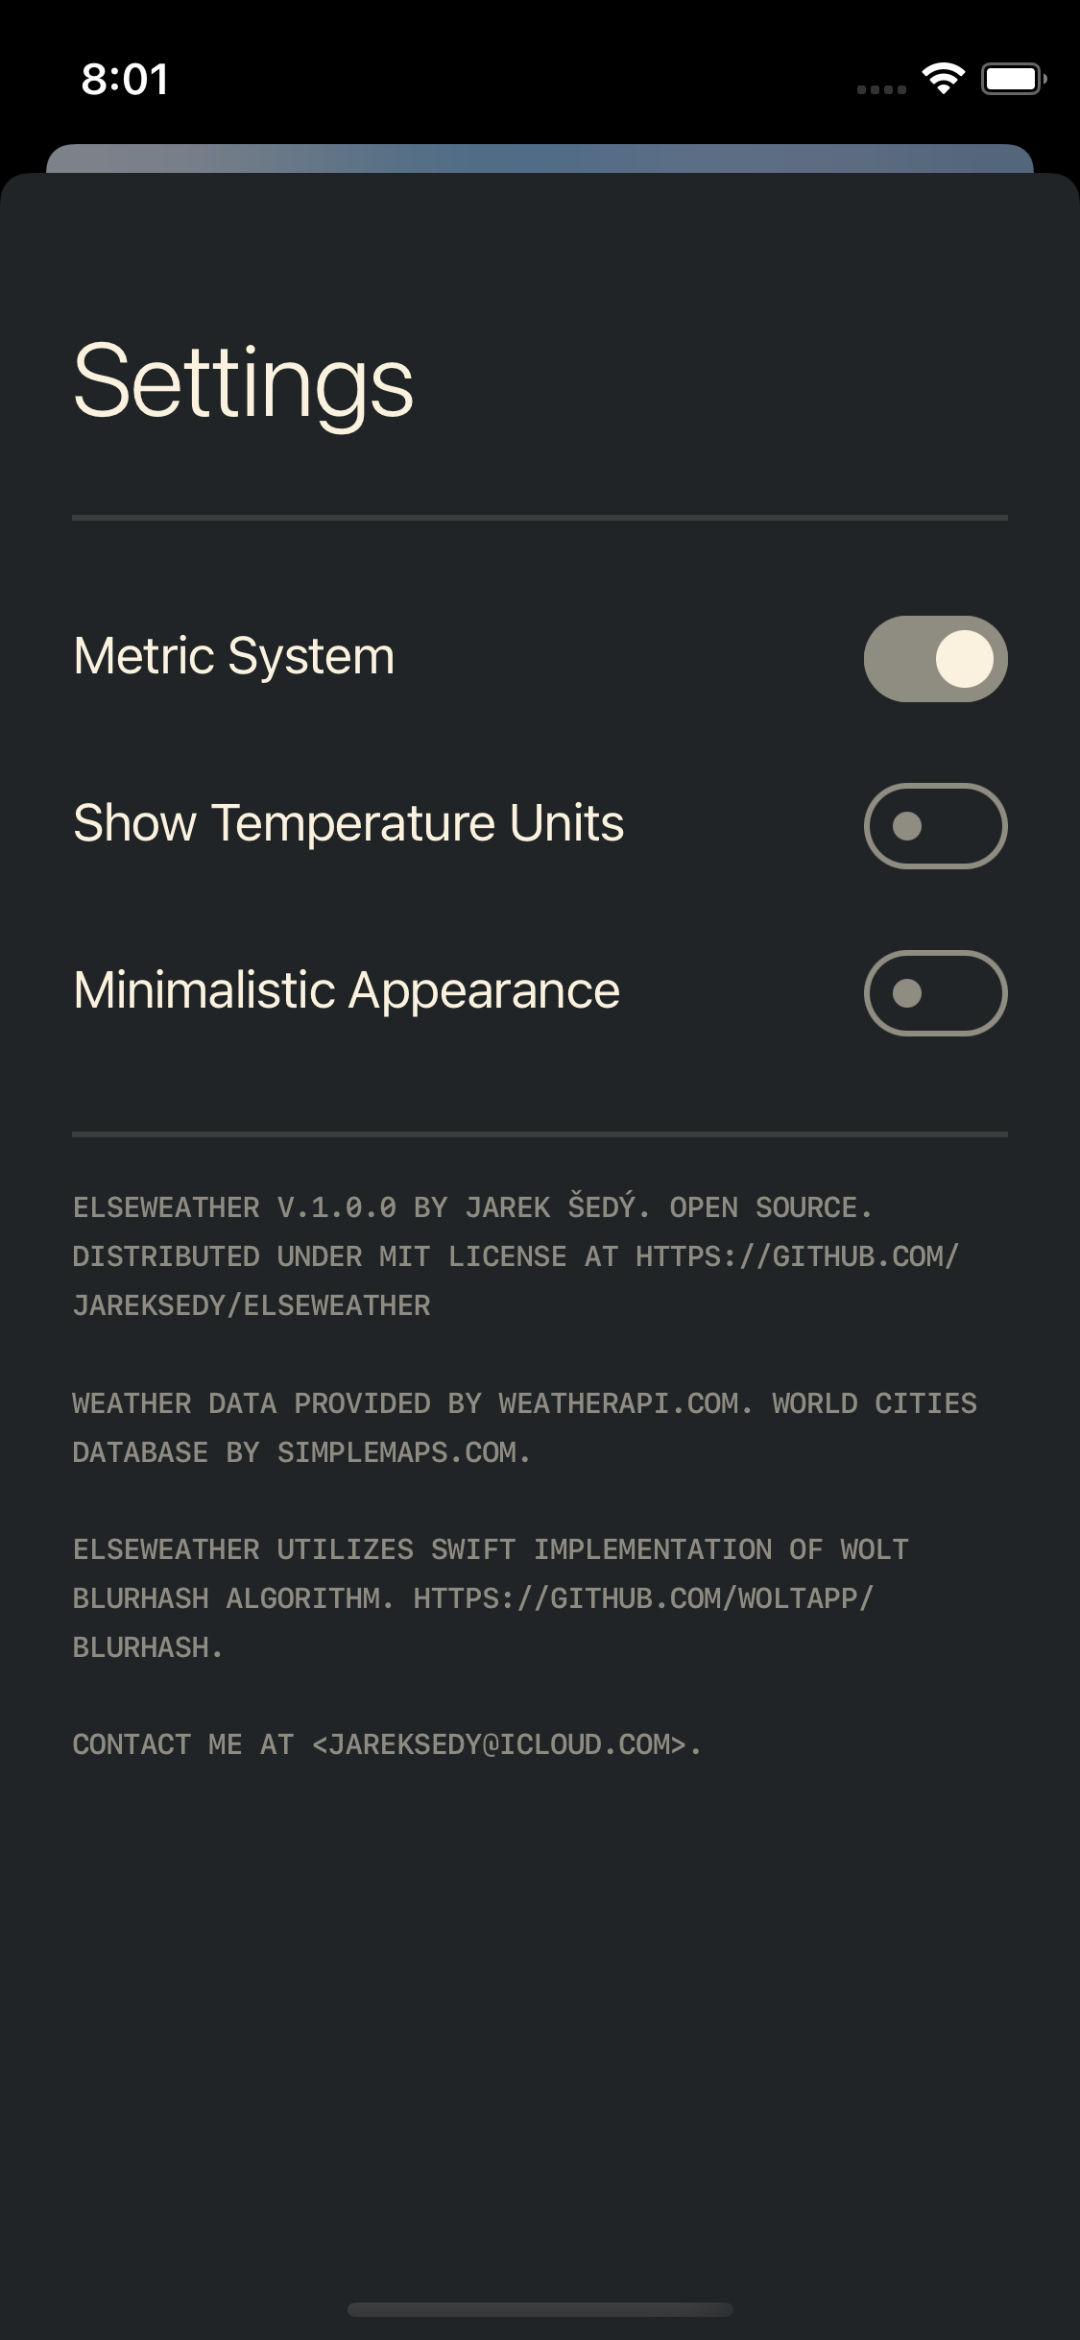 8:01
Settings
Metric System
Show Temperature Units
Minimalistic Appearance
ELSEWEATHER V.1.0.0 BY JAREK ŠEDÝ. OPEN SOURCE.
DISTRIBUTED UNDER MIT LICENSE AT HTTPS://GITHUB.COM/
JAREKSEDY/ELSEWEATHER
WEATHER DATA PROVIDED BY WEATHERAPI.COM. WORLD CITIES
DATABASE BY SIMPLEMAPS.COM.
ELSEWEATHER UTILIZES SWIFT IMPLEMENTATION OF WOLT
BLURHASH ALGORITHM. HTTPS://GITHUB.COM/WOLTAPP/
BLURHASH.
CONTACT ME AT <JAREKSEDY@ICLOUD.COM>.